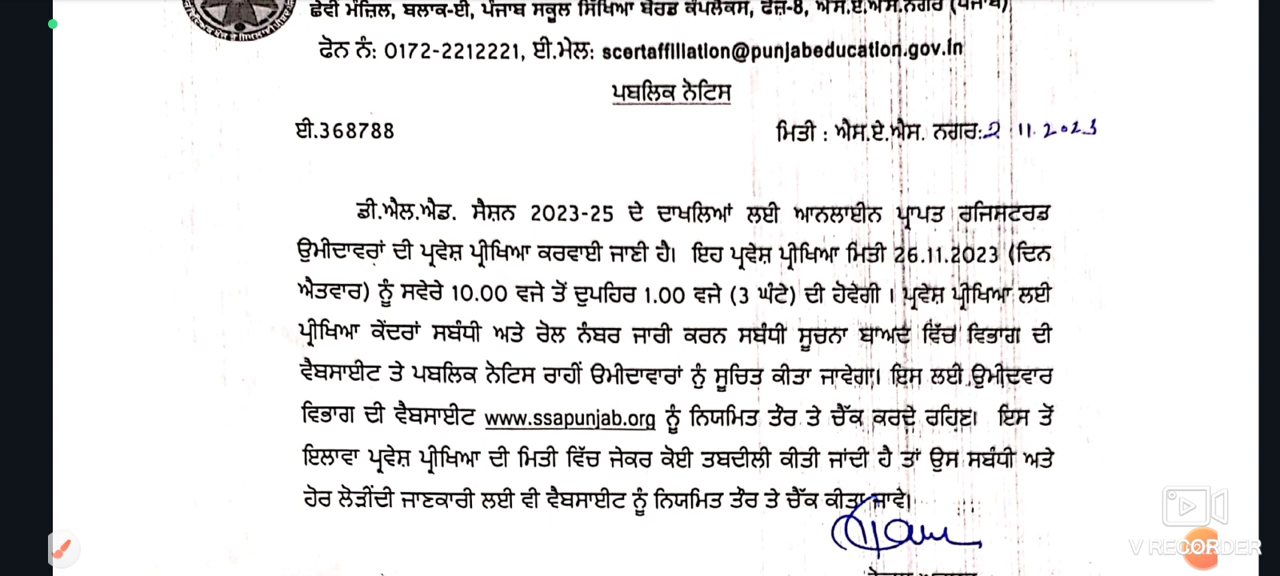 ਛੇਵੀਂ ਮੰਜ਼ਿਲ, ਬਲਾਕ-ਈ, ਪੰਜਾਬ ਸਕੂਲ ਸਿੱਖਿਆ ਬੋਰਡ ਕੰਪਲੈਕਸ, ਫੇਜ਼-8, ਐਸ.ਏ.ਐਸ.ਨਗਰ (ਪੰਜਾਬ)
ਫੋਨ ਨੰ: 0172-2212221, ਈ.ਮੇਲ: scertaffiliation@punjabeducation.gov.in
ਪਬਲਿਕ ਨੋਟਿਸ
ਈ.368788 ਮਿਤੀ : ਐਸ.ਏ.ਐਸ. ਨਗਰ: 2 11.2023
ਡੀ.ਐਲ.ਐਡ. ਸੈਸ਼ਨ 2023-25 ਦੇ ਦਾਖਲਿਆਂ ਲਈ ਆਨਲਾਈਨ ਪ੍ਰਾਪਤ ਰਜਿਸਟਰਡ
ਉਮੀਦਾਵਰਾਂ ਦੀ ਪ੍ਰਵੇਸ਼ ਪ੍ਰੀਖਿਆ ਕਰਵਾਈ ਜਾਣੀ ਹੈ। ਇਹ ਪ੍ਰਵੇਸ਼ ਪ੍ਰੀਖਿਆ ਮਿਤੀ 26.11.2023 (ਦਿਨ
ਐਤਵਾਰ) ਨੂੰ ਸਵੇਰੇ 10.00 ਵਜੇ ਤੋਂ ਦੁਪਹਿਰ 1.00 ਵਜੇ (3 ਘੰਟੇ) ਦੀ ਹੋਵੇਗੀ । ਪ੍ਰਵੇਸ਼ ਪ੍ਰੀਖਿਆ ਲਈ
ਪ੍ਰੀਖਿਆ ਕੇਂਦਰਾਂ ਸਬੰਧੀ ਅਤੇ ਰੋਲ ਨੰਬਰ ਜਾਰੀ ਕਰਨ ਸਬੰਧੀ ਸੂਚਨਾ ਬਾਅਦ ਵਿੱਚ ਵਿਭਾਗ ਦੀ
ਵੈਬਸਾਈਟ ਤੇ ਪਬਲਿਕ ਨੋਟਿਸ ਰਾਹੀਂ ਉਮੀਦਾਵਾਰਾਂ ਨੂੰ ਸੂਚਿਤ ਕੀਤਾ ਜਾਵੇਗਾ। ਇਸ ਲਈ ਉਮੀਦਵਾਰ
ਵਿਭਾਗ ਦੀ ਵੈਬਸਾਈਟ www.ssapunjab.org ਨੂੰ ਨਿਯਮਿਤ ਤੌਰ ਤੇ ਚੈੱਕ ਕਰਦੇ ਰਹਿਣ। ਇਸ ਤੋਂ
ਇਲਾਵਾ ਪ੍ਰਵੇਸ਼ ਪ੍ਰੀਖਿਆ ਦੀ ਮਿਤੀ ਵਿੱਚ ਜੇਕਰ ਕੋਈ ਤਬਦੀਲੀ ਕੀਤੀ ਜਾਂਦੀ ਹੈ ਤਾਂ ਉਸ ਸਬੰਧੀ ਅਤੇ
ਹੋਰ ਲੋੜੀਂਦੀ ਜਾਣਕਾਰੀ ਲਈ ਵੀ ਵੈਬਸਾਈਟ ਨੂੰ ਨਿਯਮਿਤ ਤੌਰ ਤੇ ਚੈੱਕ ਕੀਤਾ ਜਾਵੇ।
V RECORDER